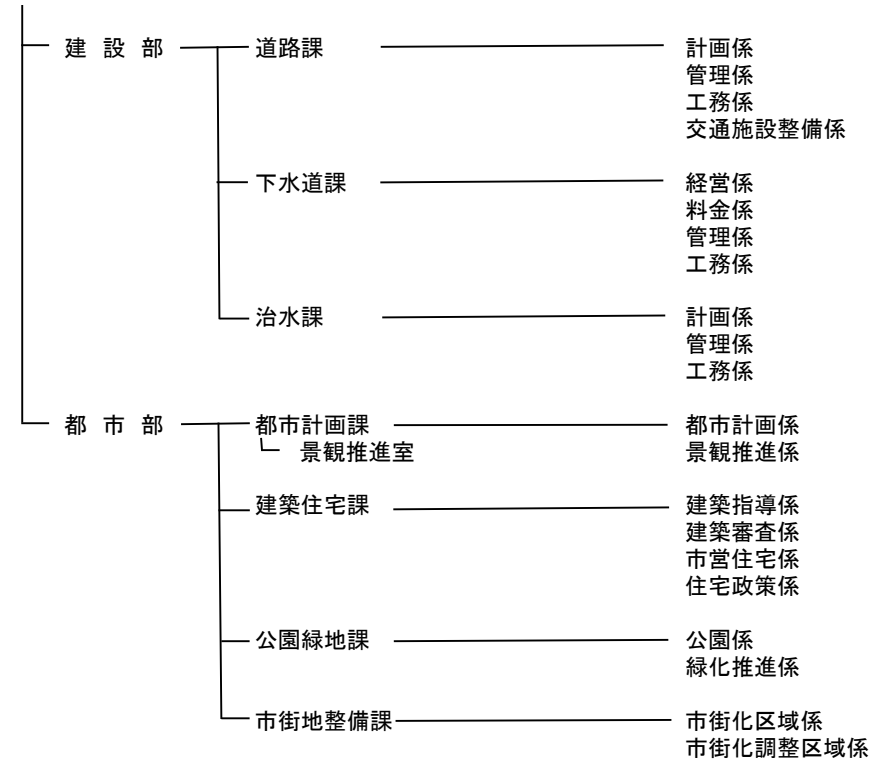 建設部 道路課 計画係
管理係
工務係
交通施設整備係
下水道課 経営係
料金係
管理係
工務係
治水課 計画係
管理係
工務係
都市部 都市計画課 都市計画係
景観推進室 景観推進係
建築住宅課 建築指導係
建築審査係
市営住宅係
住宅政策係
公園緑地課 公園係
緑化推進係
市街地整備課 市街化区域係
市街化調整区域係